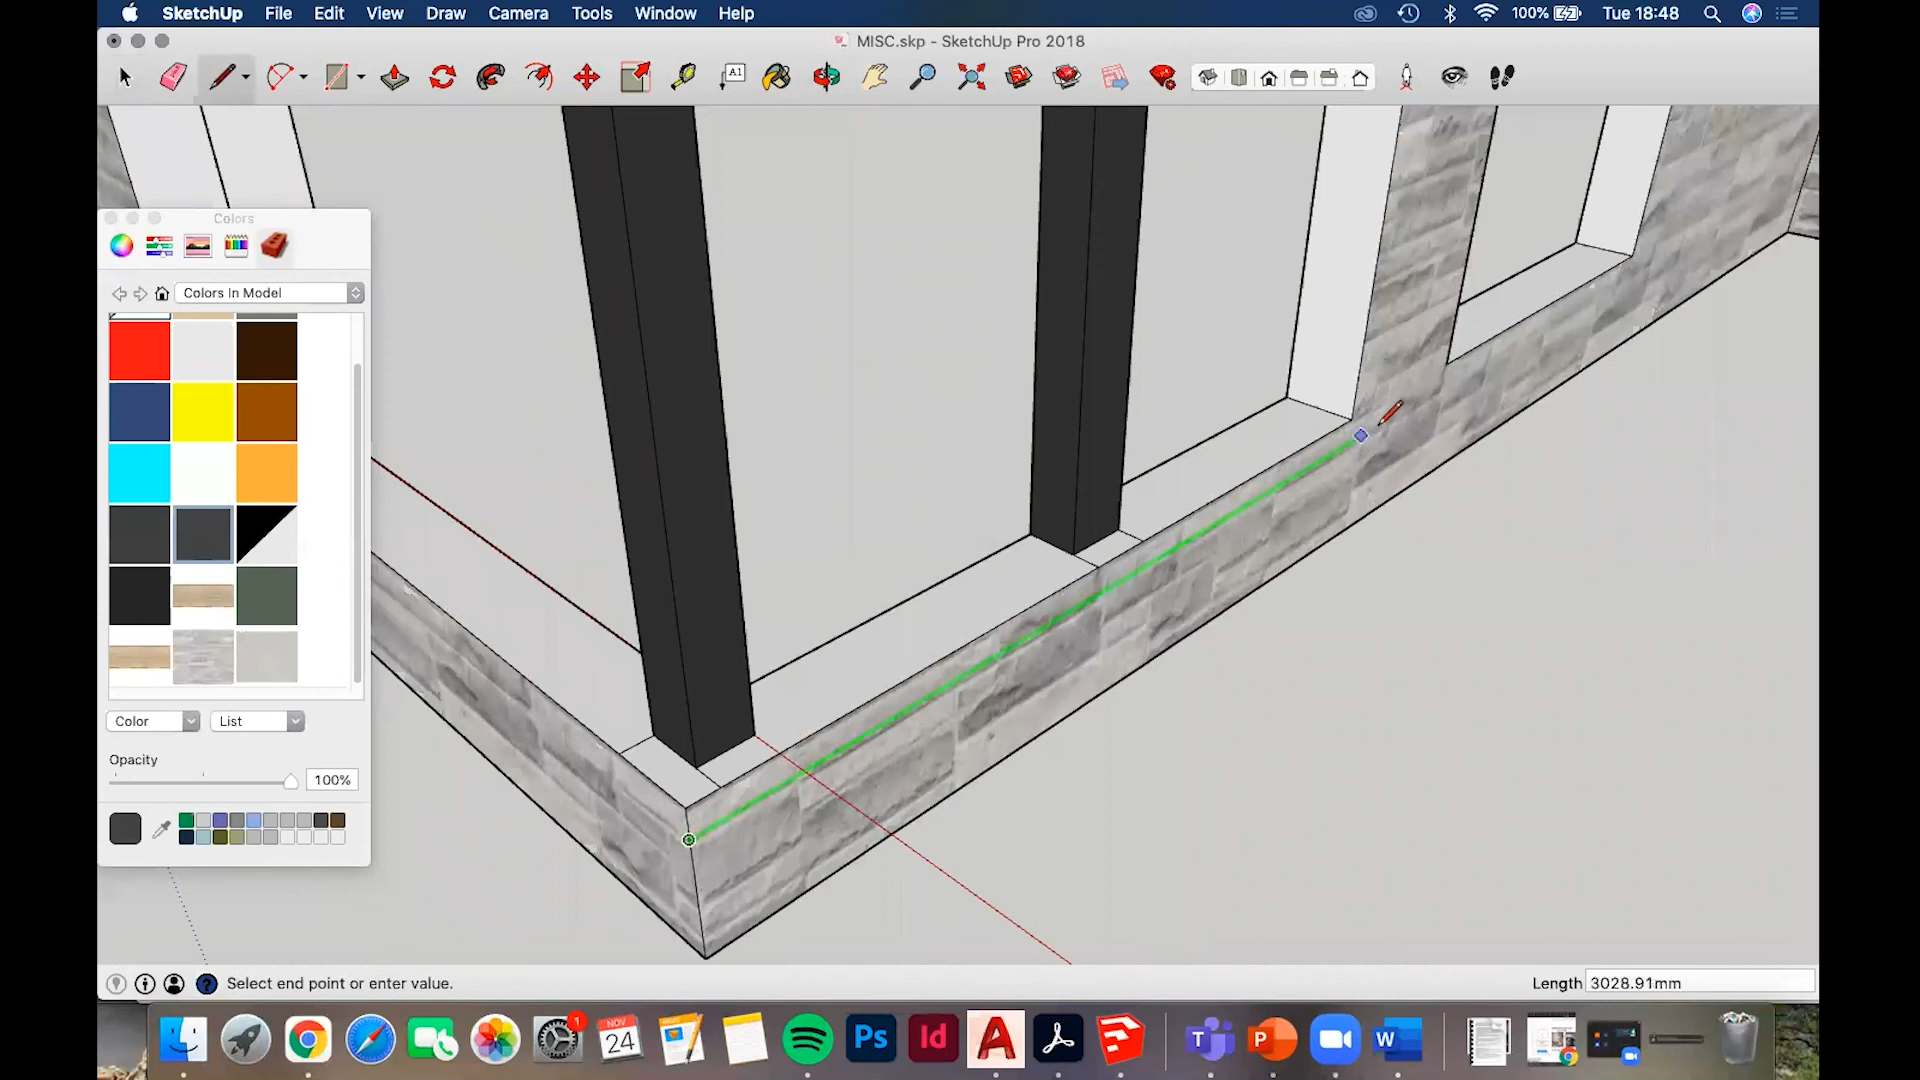 SketchUp File Edit View Draw Camera Tools Window Help 100% Tue 18:48
MISC.skp - SketchUp Pro 2018
A1
Colors
Colors In Model
Color List
Opacity
100%
Select end point or enter value. Length 3028.91mm
1 NOV 24 Ps Id T P W